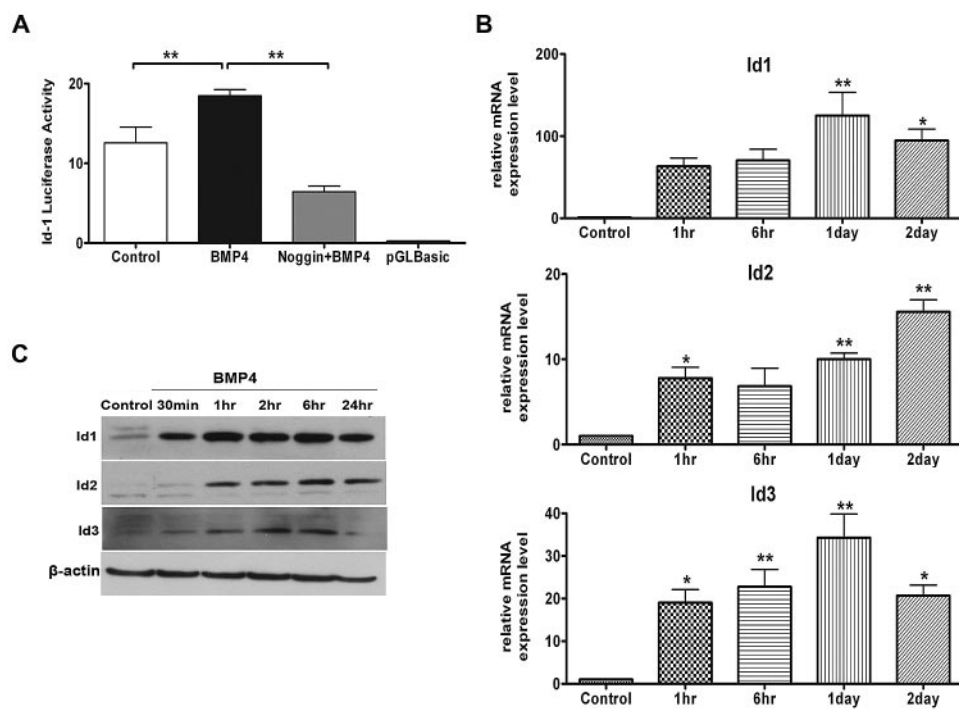 A
** **
Id-1 Luciferase Activity
20
10
0
Control BMP4 Noggin+BMP4 pGLBasic
B
Id1
relative mRNA
expression level
200
100
0
**
*
Control 1hr 6hr 1day 2day
Id2
relative mRNA
expression level
20
10
0
*
**
**
Control 1hr 6hr 1day 2day
Id3
relative mRNA
expression level
40
30
20
10
0
*
**
**
*
Control 1hr 6hr 1day 2day
C
BMP4
Control 30min 1hr 2hr 6hr 24hr
Id1
Id2
Id3
β-actin